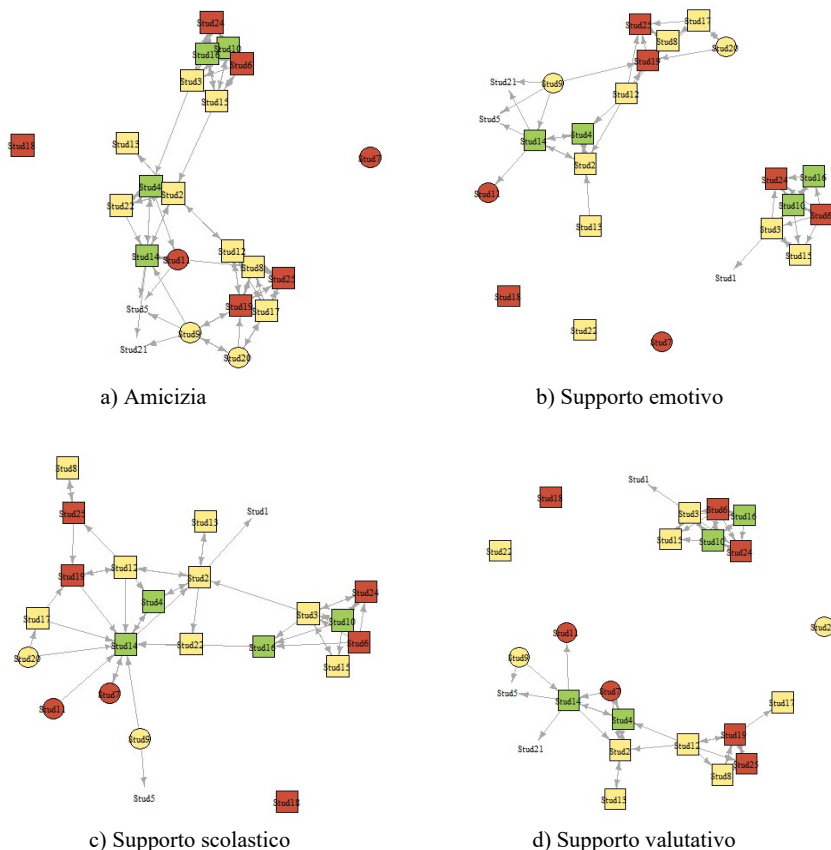 Stud24
Stud16
Stud10
Stud6
Stud3
Stud15
Stud18
Stud13
Stud7
Stud4
Stud2
Stud22
Stud12
Stud14
Stud8
Stud25
Stud5
Stud19
Stud17
Stud9
Stud21
Stud20
a) Amicizia
Stud25
Stud17
Stud8
Stud20
Stud19
Stud21
Stud9
Stud12
Stud5
Stud4
Stud14
Stud2
Stud11
Stud13
Stud24
Stud16
Stud10
Stud6
Stud3
Stud15
Stud1
Stud18
Stud22
Stud7
b) Supporto emotivo
Stud8
Stud25
Stud13
Stud1
Stud19
Stud12
Stud2
Stud4
Stud24
Stud3
Stud10
Stud17
Stud14
Stud22
Stud16
Stud6
Stud20
Stud15
Stud11
Stud7
Stud9
Stud5
Stud18
c) Supporto scolastico
Stud1
Stud18
Stud6
Stud3
Stud16
Stud15
Stud10
Stud24
Stud22
Stud11
Stud9
Stud5
Stud7
Stud14
Stud17
Stud4
Stud19
Stud21
Stud2
Stud12
Stud25
Stud8
Stud13
d) Supporto valutativo